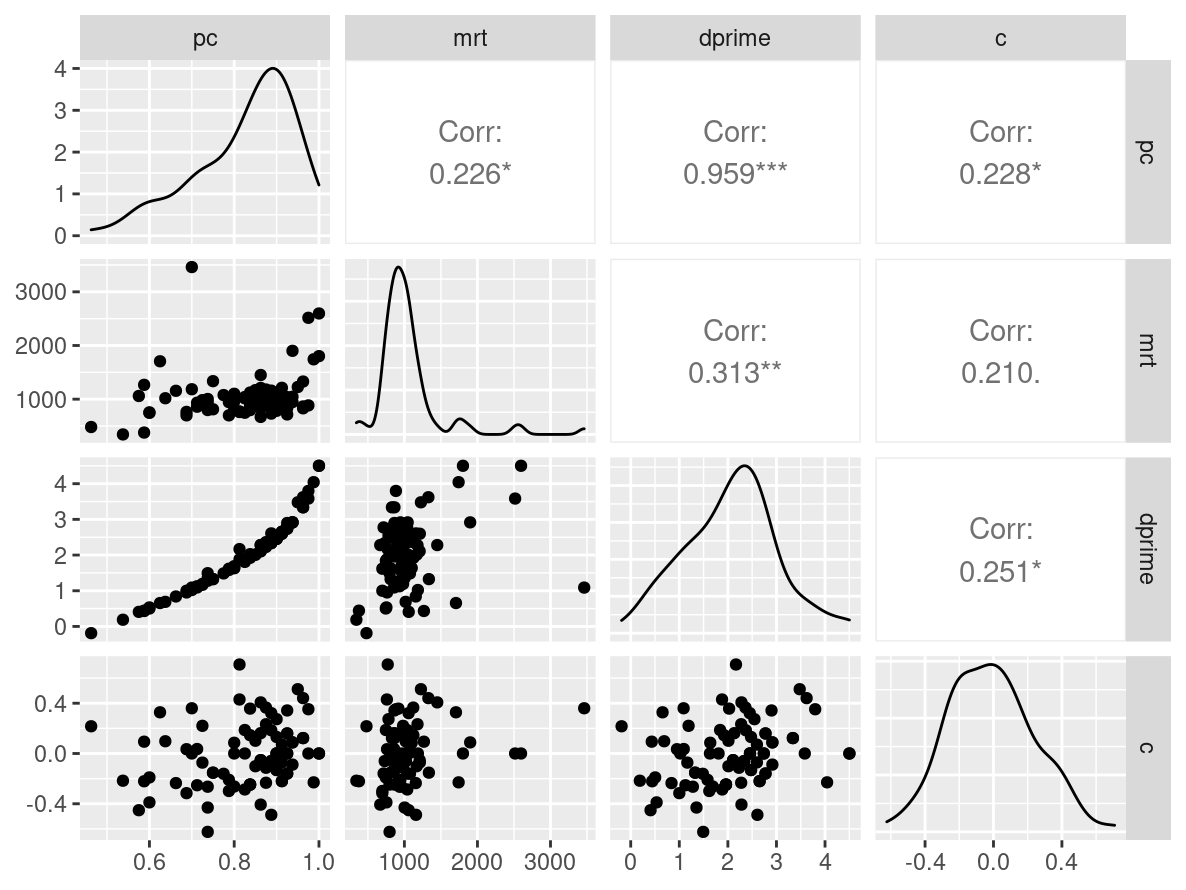 pc mrt dprime c
4
3
2
1
0
Corr:
0.226*
Corr:
0.959***
Corr:
0.228*
pc
3000
2000
1000
Corr:
0.313**
Corr:
0.210.
mrt
4
3
2
1
0
Corr:
0.251*
dprime
0.4
0.0
-0.4
c
0.6 0.8 1.0 1000 2000 3000 0 1 2 3 4 -0.4 0.0 0.4